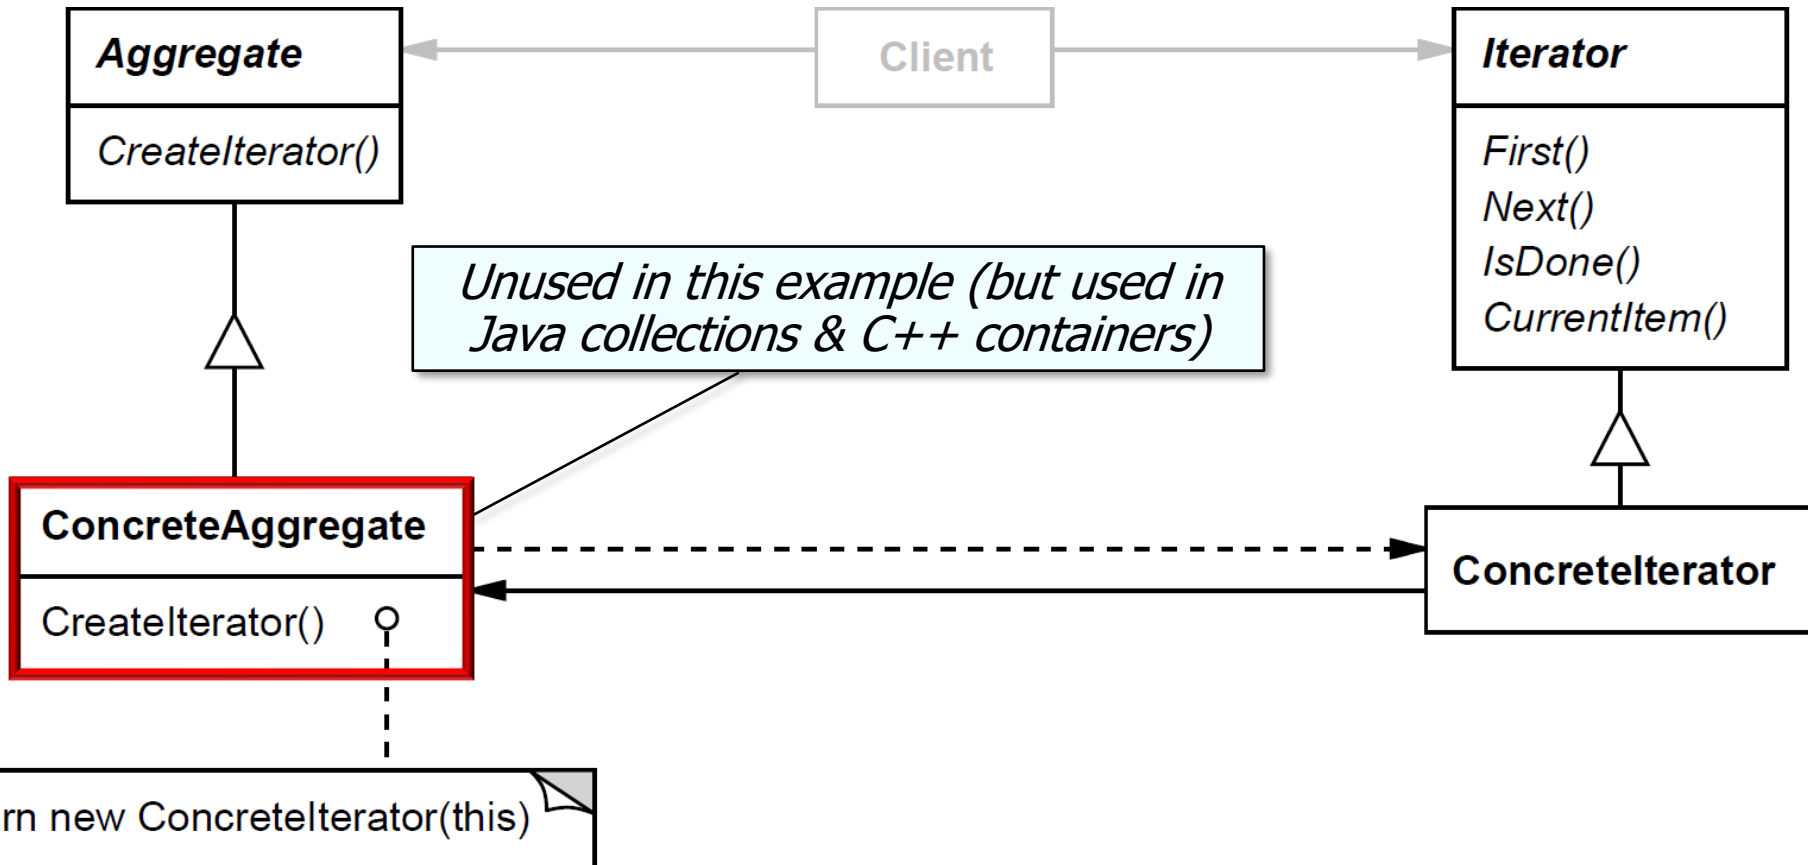 Aggregate
CreateIterator()
Client
Iterator
First()
Next()
IsDone()
CurrentItem()
Unused in this example (but used in
Java collections & C++ containers)
ConcreteAggregate
CreateIterator()
ConcreteIterator
rn new ConcreteIterator(this)